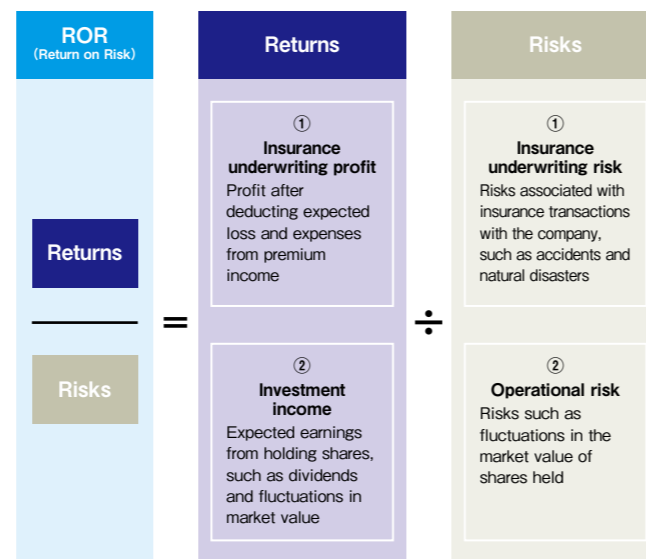 ROR
(Return on Risk)
Returns
Risks
=
Returns
①
Insurance
underwriting profit
Profit after
deducting expected
loss and expenses
from premium
income
②
Investment
income
Expected earnings
from holding shares,
such as dividends
and fluctuations in
market value
÷
Risks
①
Insurance
underwriting risk
Risks associated with
insurance transactions
with the company,
such as accidents and
natural disasters
②
Operational risk
Risks such as
fluctuations in the
market value of
shares held